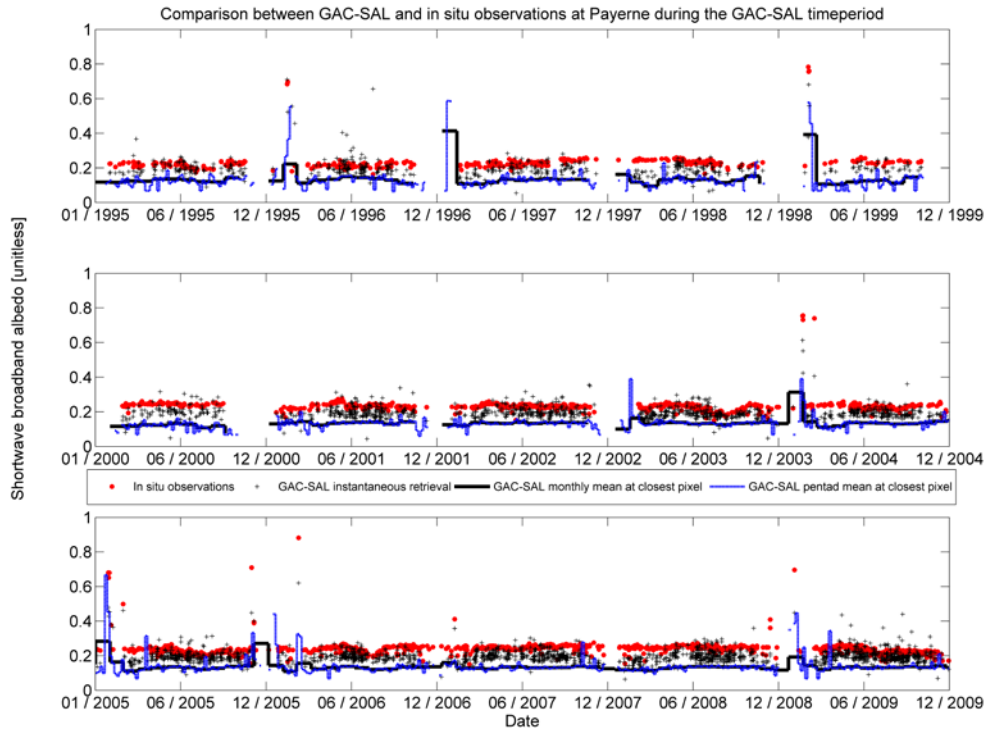 Comparison between GAC-SAL and in situ observations at Payerne during the GAC-SAL timeperiod
Shortwave broadband albedo [unitless]
1
0.8
0.6
0.4
0.2
0
01 / 1995 06 / 1995 12 / 1995 06 / 1996 12 / 1996 06 / 1997 12 / 1997 06 / 1998 12 / 1998 06 / 1999 12 / 1999
1
0.8
0.6
0.4
0.2
0
01 / 2000 06 / 2000 12 / 2000 06 / 2001 12 / 2001 06 / 2002 12 / 2002 06 / 2003 12 / 2003 06 / 2004 12 / 2004
In situ observations GAC-SAL instantaneous retrieval GAC-SAL monthly mean at closest pixel GAC-SAL pentad mean at closest pixel
1
0.8
0.6
0.4
0.2
0
01 / 2005 06 / 2005 12 / 2005 06 / 2006 12 / 2006 06 / 2007 12 / 2007 06 / 2008 12 / 2008 06 / 2009 12 / 2009
Date